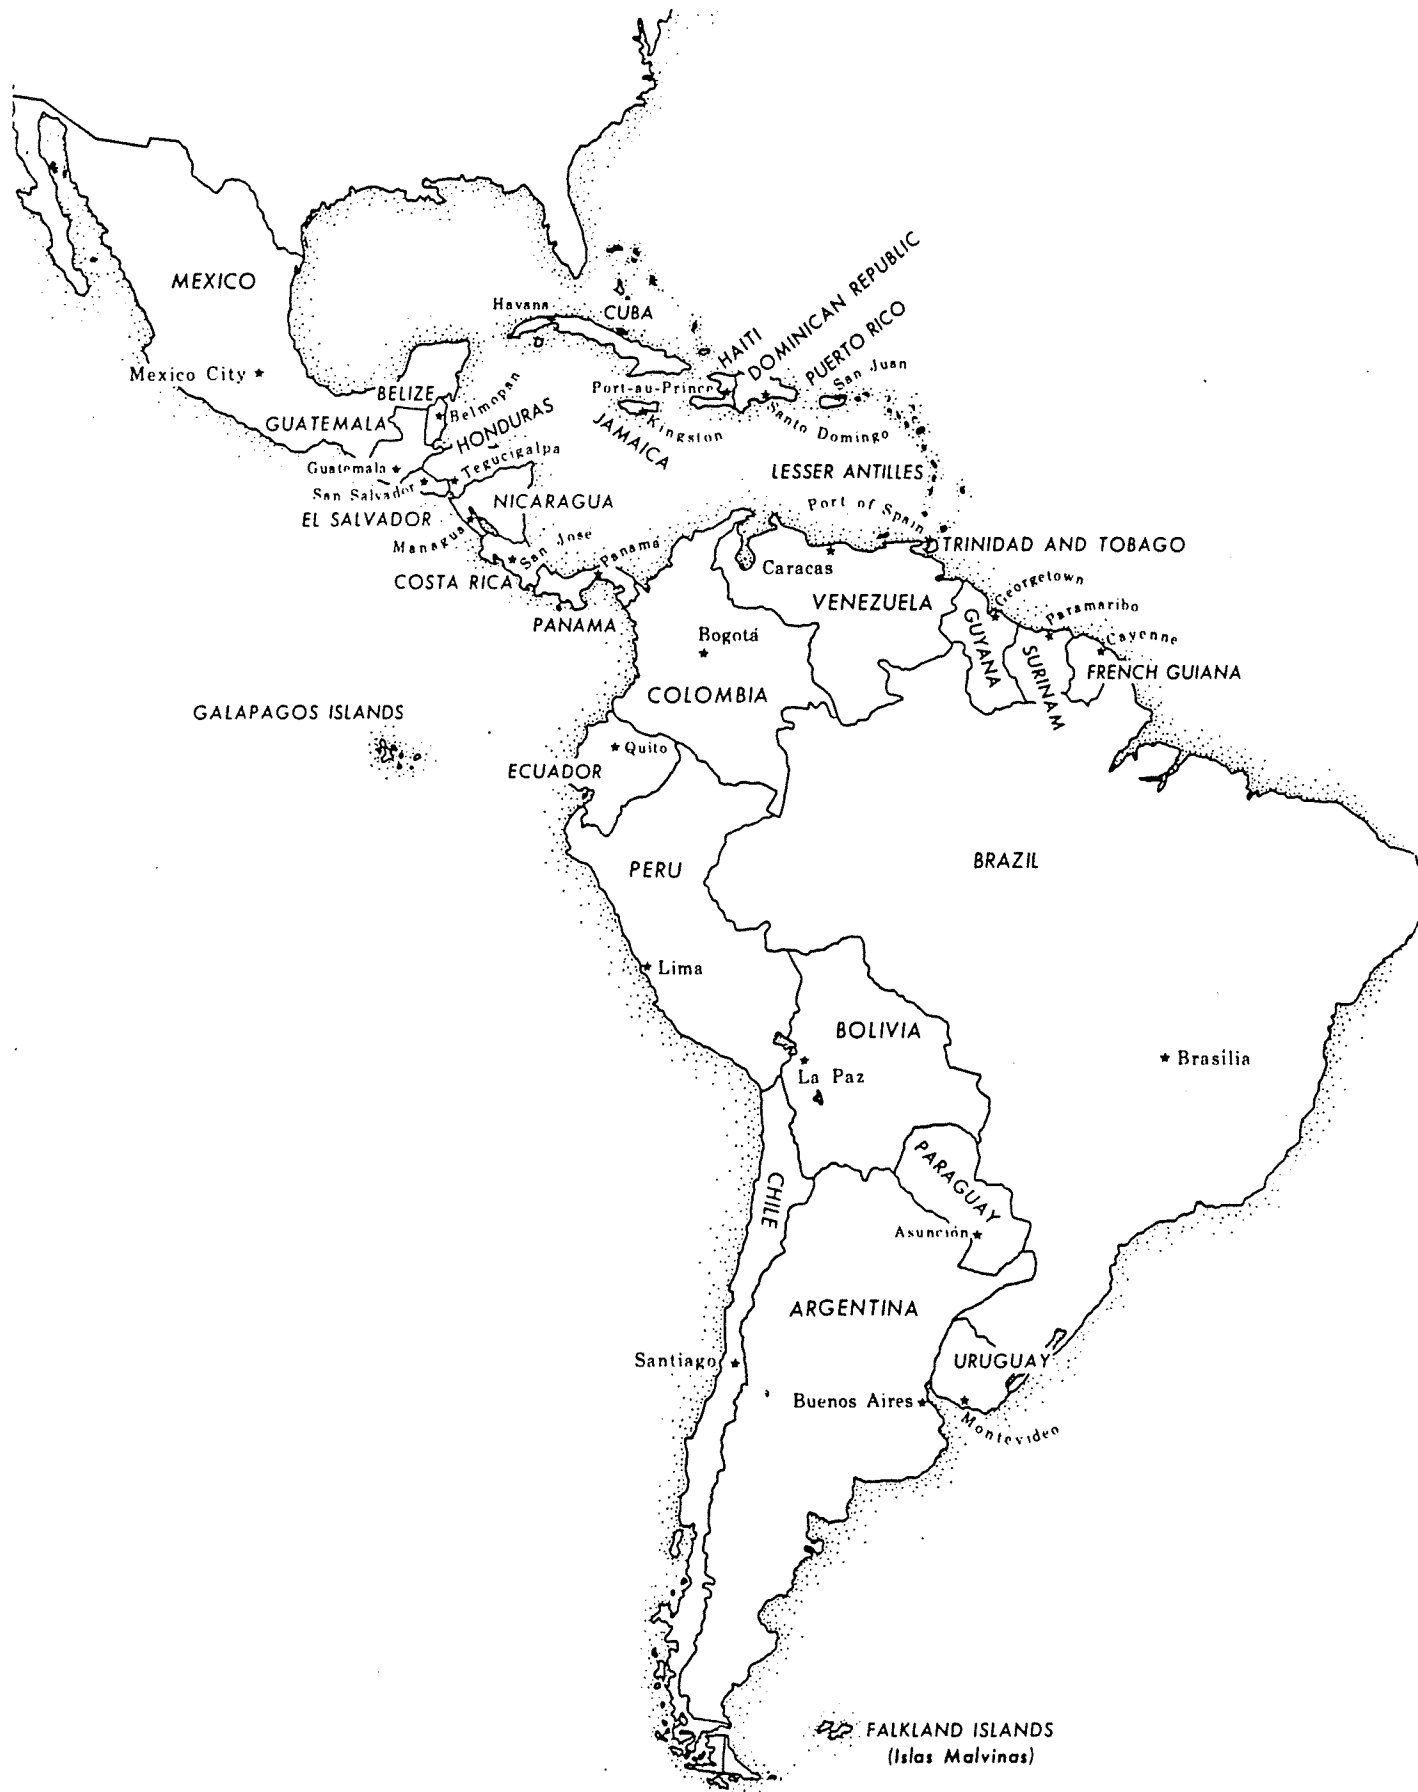 MEXICO
Mexico City
Havana
CUBA
HAITI
DOMINICAN REPUBLIC
PUERTO RICO
San Juan
Port-au-Prince
Santo Domingo
BELIZE
Belmopan
GUATEMALA
HONDURAS
JAMAICA
Kingston
Guatemala
Tegucigalpa
LESSER ANTILLES
San Salvador
EL SALVADOR
NICARAGUA
Port of Spain
Managua
San Jose
Panamá
TRINIDAD AND TOBAGO
COSTA RICA
Caracas
Georgetown
PANAMA
VENEZUELA
Paramaribo
Bogotá
GUYANA
SURINAM
Cayenne
FRENCH GUIANA
COLOMBIA
GALAPAGOS ISLANDS
Quito
ECUADOR
PERU
BRAZIL
Lima
BOLIVIA
La Paz
Brasilia
PARAGUAY
CHILE
Asunción
ARGENTINA
Santiago
URUGUAY
Buenos Aires
Montevideo
FALKLAND ISLANDS
(Islas Malvinas)